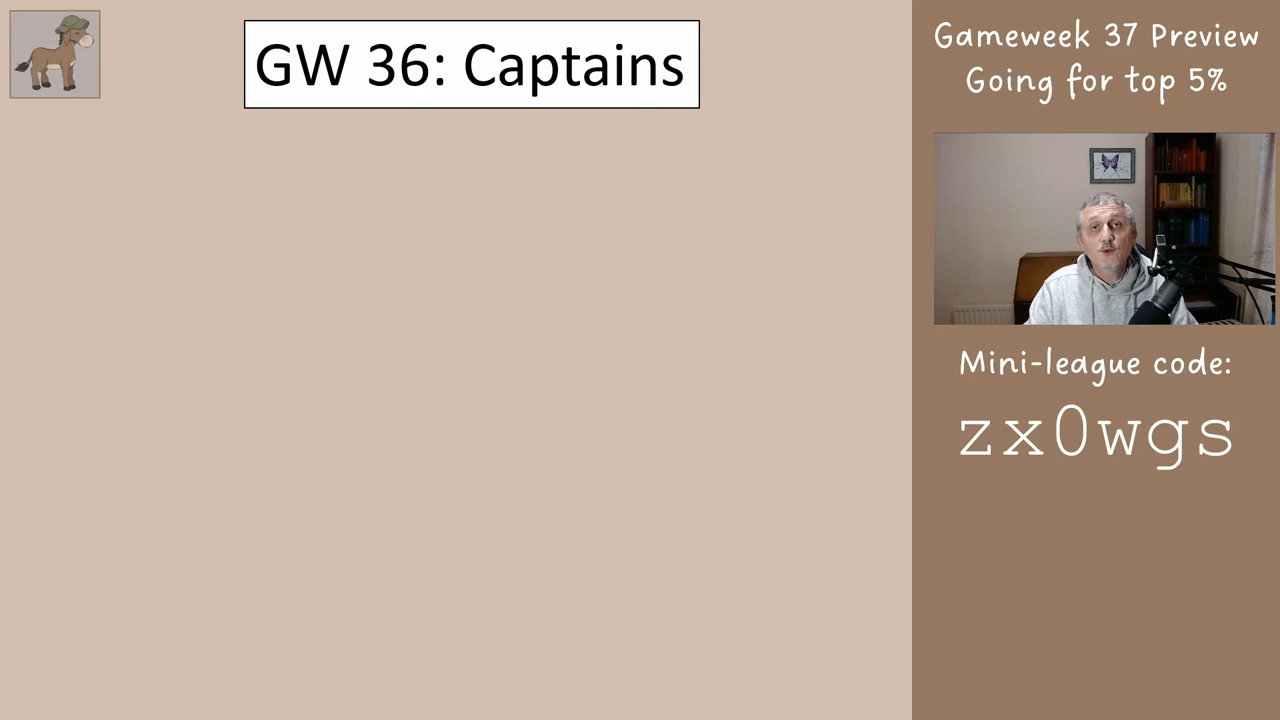 GW 36: Captains
Gameweek 37 Preview
Going for top 5%
Mini-league code:
zx0wgs